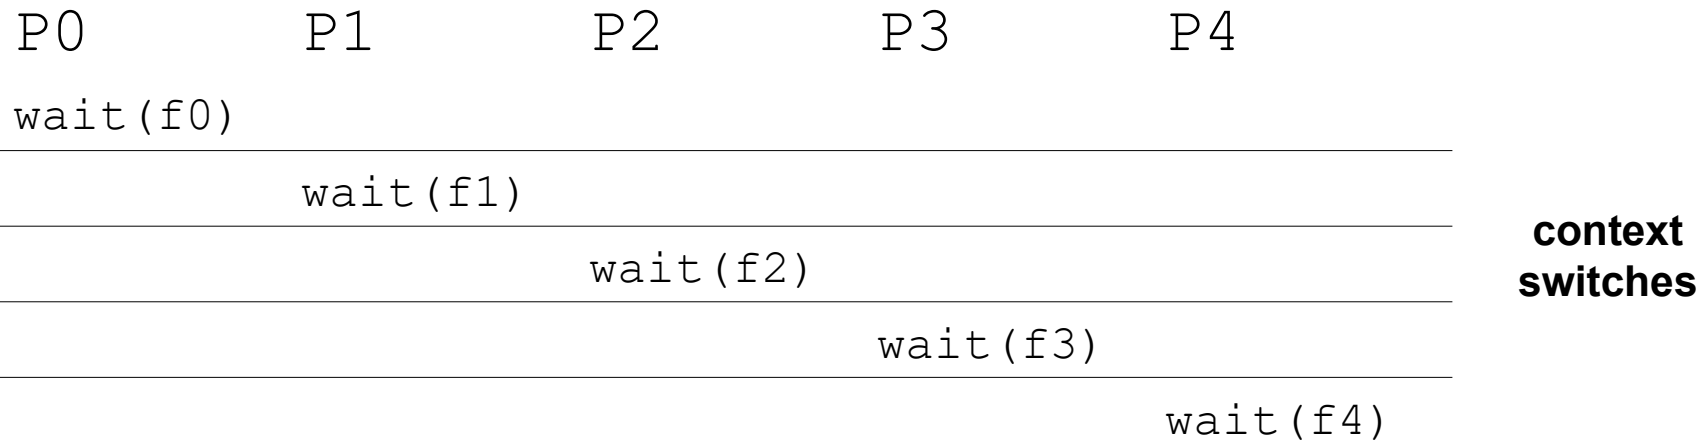 P0 P1 P2 P3 P4
wait(f0)
wait(f1)
wait(f2)
wait(f3)
wait(f4)
context
switches